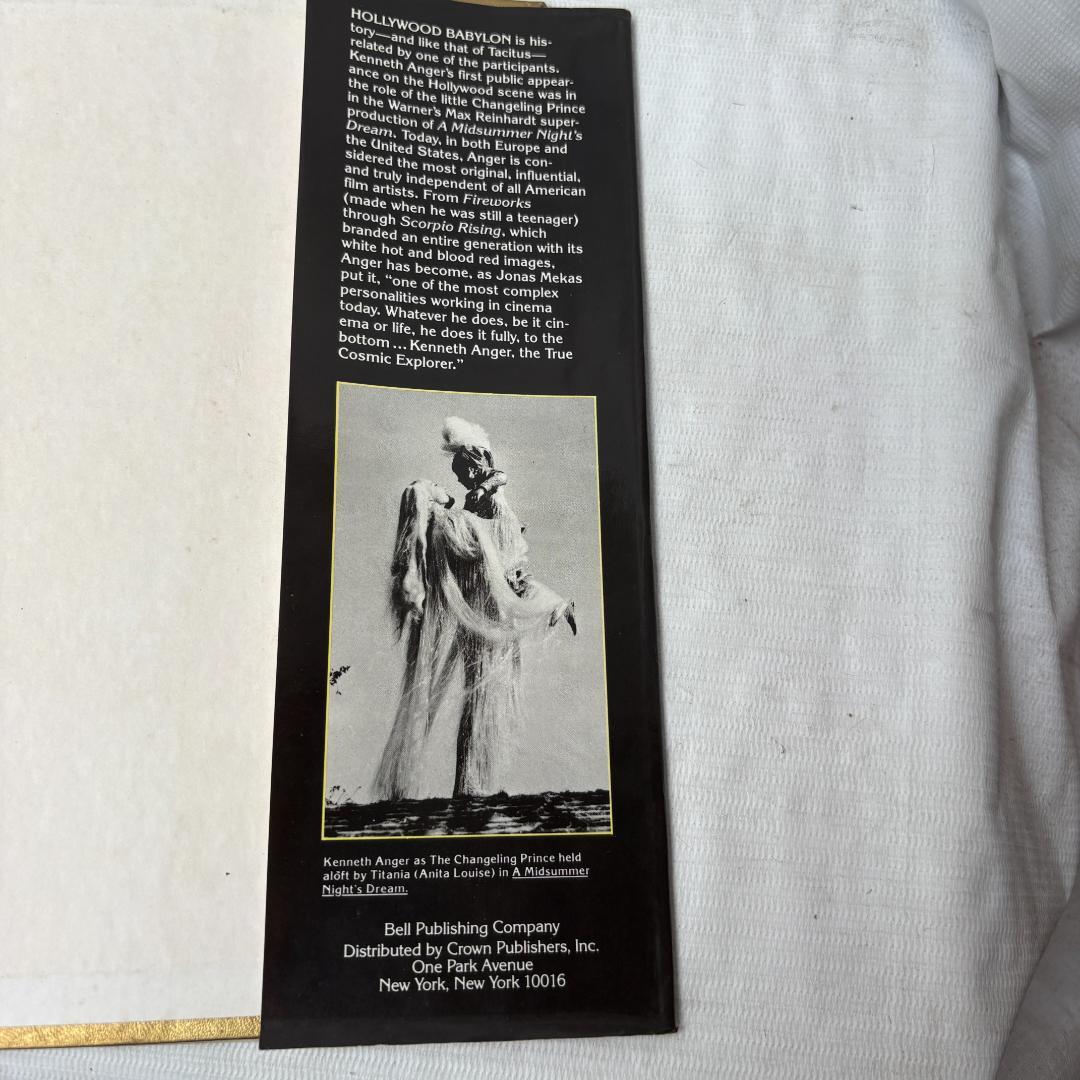 HOLLYWOOD BABYLON is his-
tory—and like that of Tacitus—
related by one of the participants.
Kenneth Anger's first public appear-
ance on the Hollywood scene was in
the role of the little Changeling Prince
in the Warner's Max Reinhardt super-
production of A Midsummer Night's
Dream. Today, in both Europe and
the United States, Anger is con-
sidered the most original, influential,
and truly independent of all American
film artists. From Fireworks
(made when he was still a teenager)
through Scorpio Rising, which
branded an entire generation with its
white hot and blood red images,
Anger has become, as Jonas Mekas
put it, “one of the most complex
personalities working in cinema
today. Whatever he does, be it cin-
ema or life, he does it fully, to the
bottom ... Kenneth Anger, the True
Cosmic Explorer.”
Kenneth Anger as The Changeling Prince held
aloft by Titania (Anita Louise) in A Midsummer
Night's Dream.
Bell Publishing Company
Distributed by Crown Publishers, Inc.
One Park Avenue
New York, New York 10016